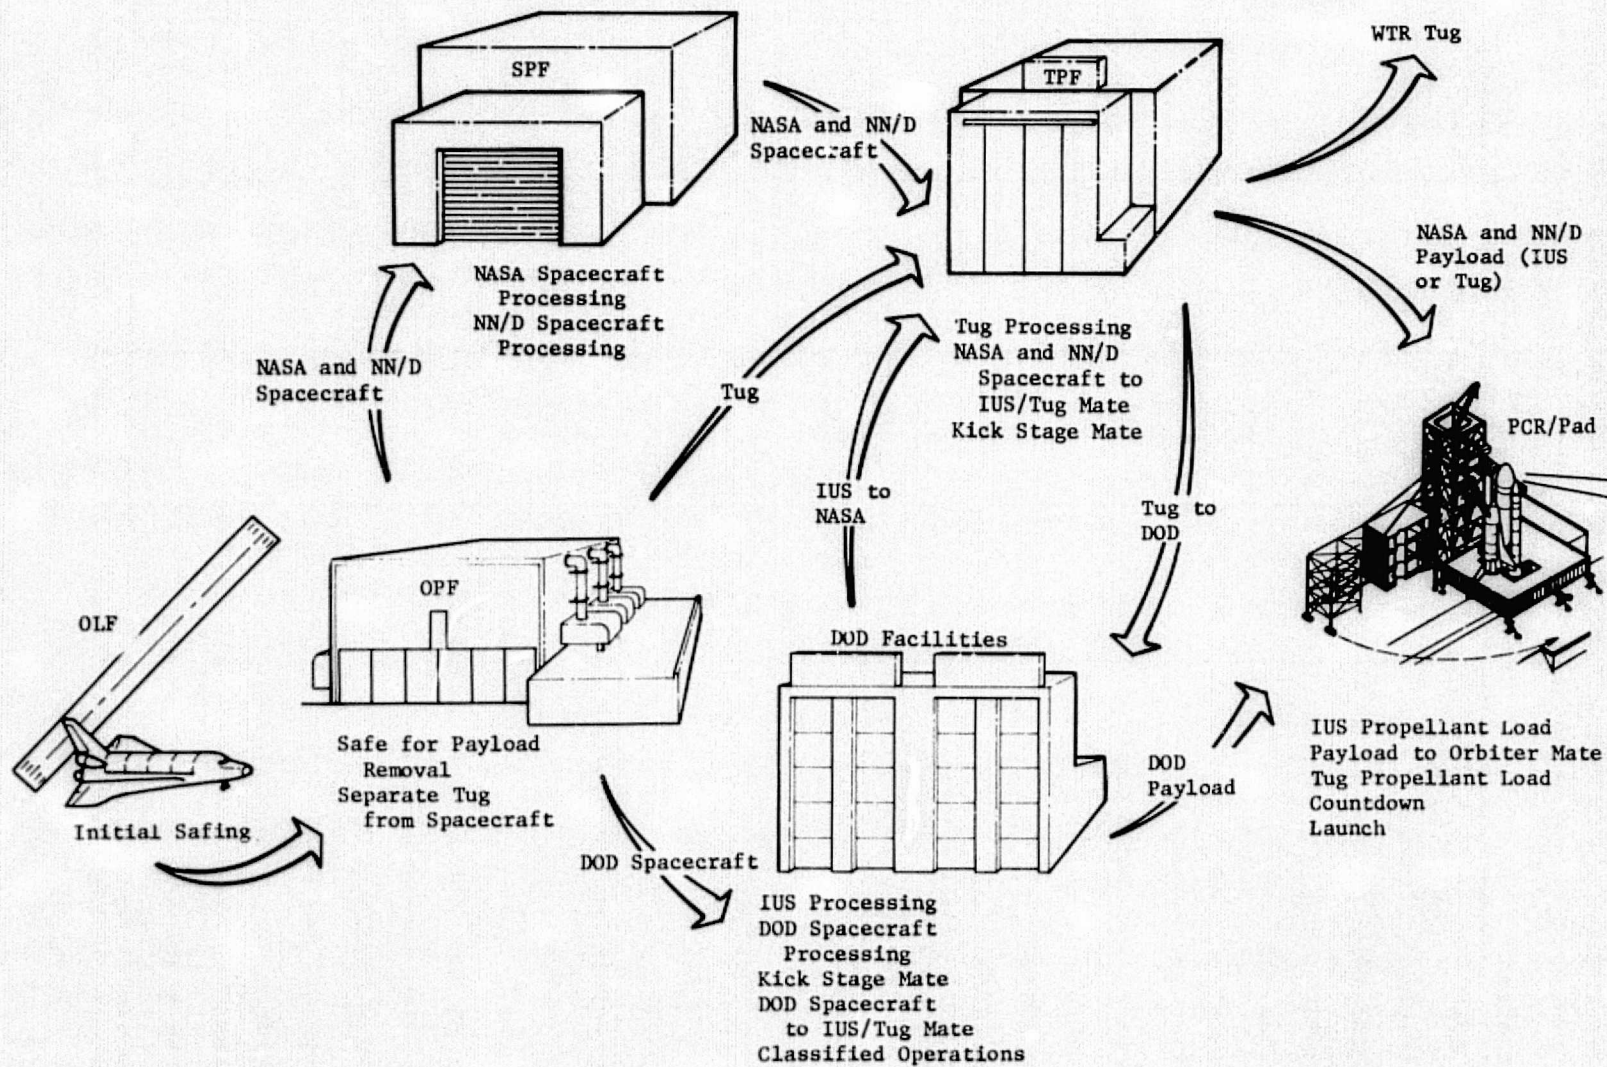 SPF
NASA Spacecraft
Processing
NN/D Spacecraft
Processing
NASA and NN/D
Spacecraft
TPF
Tug Processing
NASA and NN/D
Spacecraft to
IUS/Tug Mate
Kick Stage Mate
WTR Tug
NASA and NN/D
Payload (IUS
or Tug)
NASA and NN/D
Spacecraft
Tug
IUS to
NASA
Tug to
DOD
PCR/Pad
OLF
Initial Safing
OPF
Safe for Payload
Removal
Separate Tug
from Spacecraft
DOD Spacecraft
DOD Facilities
IUS Processing
DOD Spacecraft
Processing
Kick Stage Mate
DOD Spacecraft
to IUS/Tug Mate
Classified Operations
DOD
Payload
IUS Propellant Load
Payload to Orbiter Mate
Tug Propellant Load
Countdown
Launch